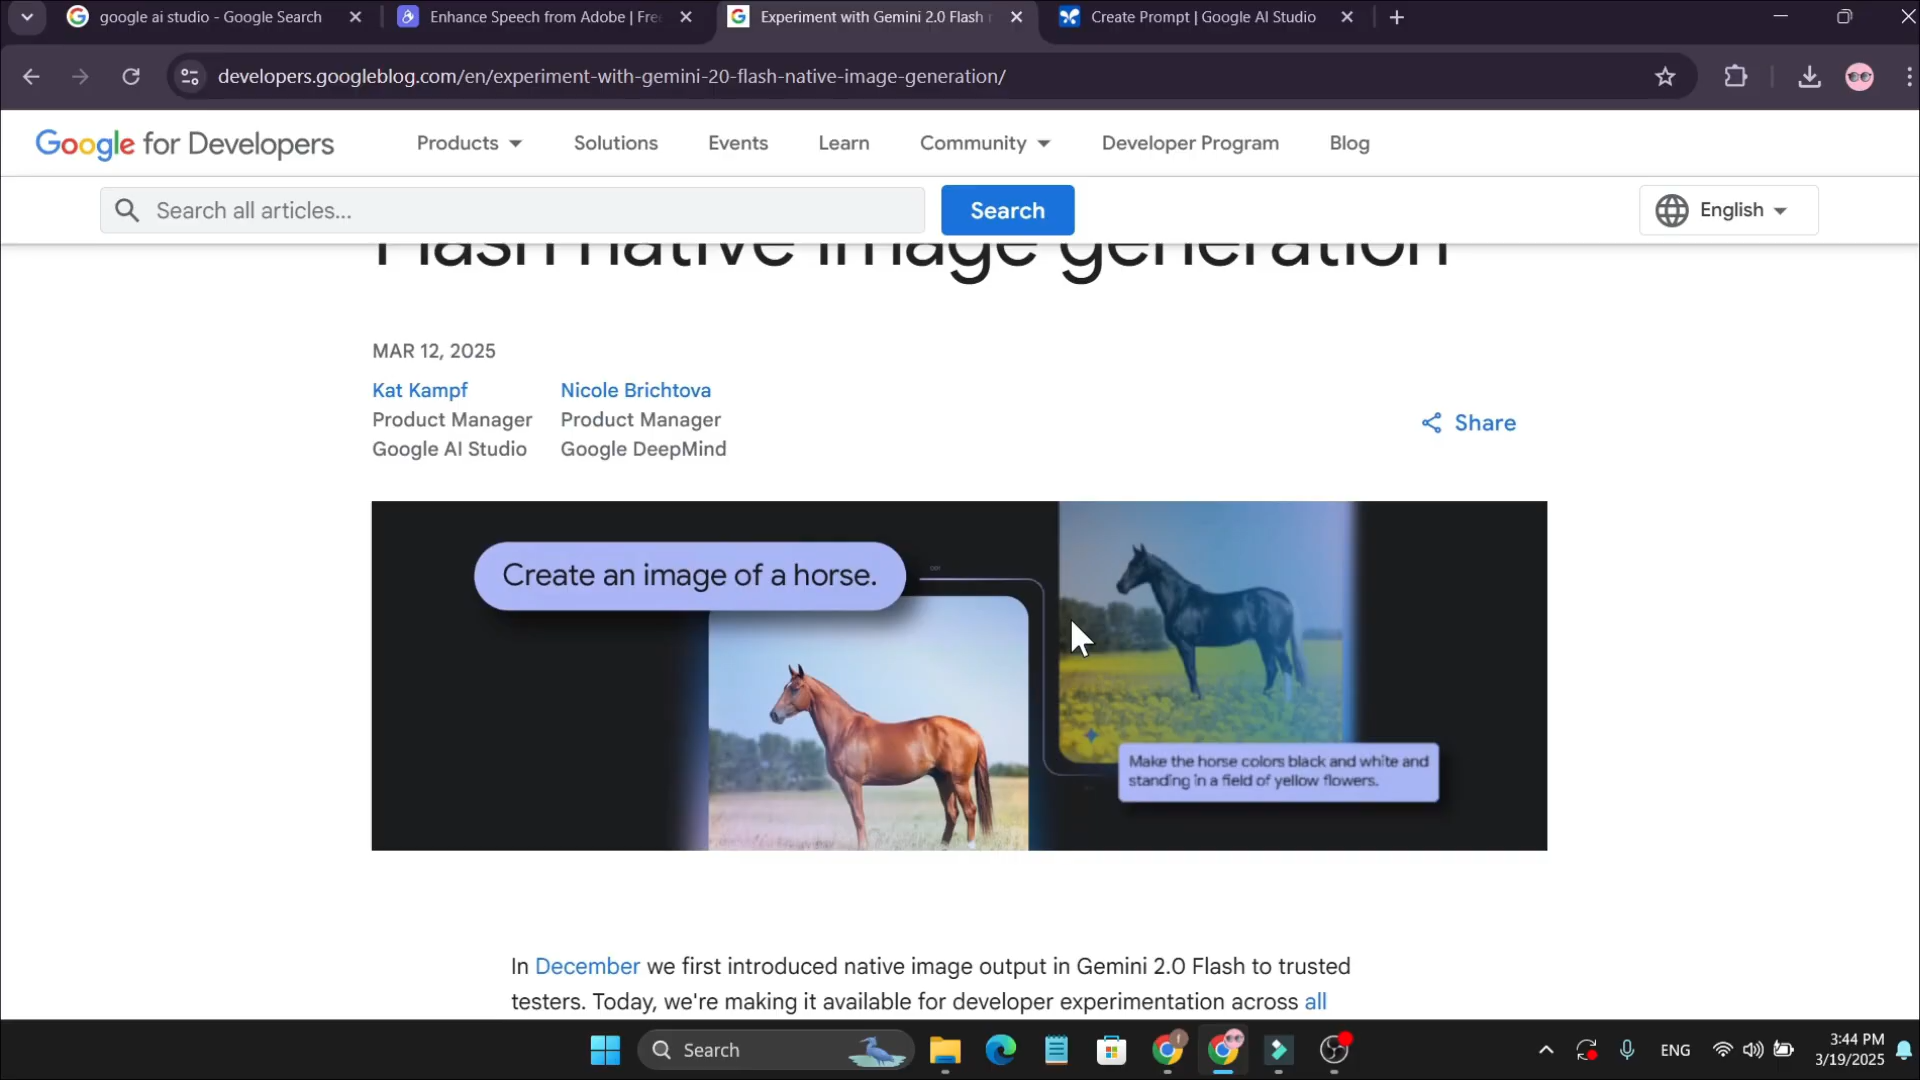 google ai studio - Google Search
Enhance Speech from Adobe | Fre
Experiment with Gemini 2.0 Flash
Create Prompt | Google AI Studio
developers.googleblog.com/en/experiment-with-gemini-20-flash-native-image-generation/
Google for Developers
Products
Solutions
Events
Learn
Community
Developer Program
Blog
Search all articles...
Search
English
Flash native image generation
MAR 12, 2025
Kat Kampf
Product Manager
Google AI Studio
Nicole Brichtova
Product Manager
Google DeepMind
Share
Create an image of a horse.
Make the horse colors black and white and
standing in a field of yellow flowers.
In December we first introduced native image output in Gemini 2.0 Flash to trusted
testers. Today, we're making it available for developer experimentation across all
Search
ENG
3:44 PM
3/19/2025